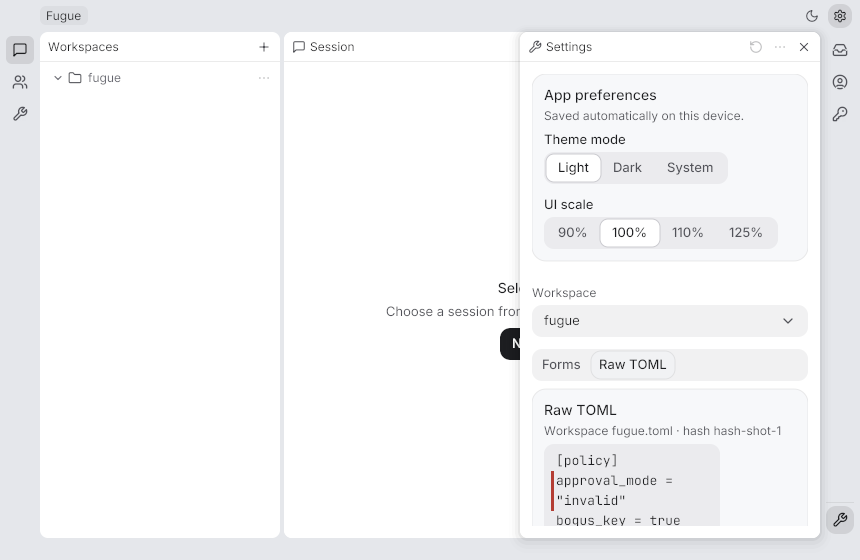 Fugue
Workspaces
fugue
Session
Choose a session from
Settings
App preferences
Saved automatically on this device.
Theme mode
Light Dark System
UI scale
90% 100% 110% 125%
Workspace
fugue
Forms Raw TOML
Raw TOML
Workspace fugue.toml · hash hash-shot-1
[policy]
approval_mode =
"invalid"
bogus_key = true